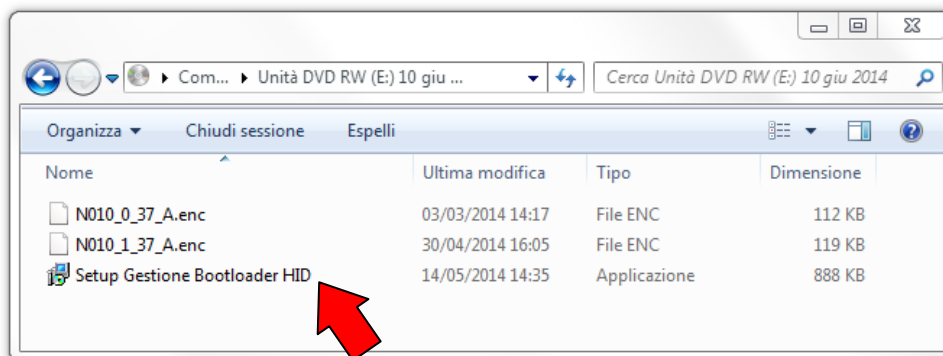 Com... Unità DVD RW (E:) 10 giu ... Cerca Unità DVD RW (E:) 10 giu 2014
Organizza Chiudi sessione Espelli
Nome Ultima modifica Tipo Dimensione
N010_0_37_A.enc 03/03/2014 14:17 File ENC 112 KB
N010_1_37_A.enc 30/04/2014 16:05 File ENC 119 KB
Setup Gestione Bootloader HID 14/05/2014 14:35 Applicazione 888 KB